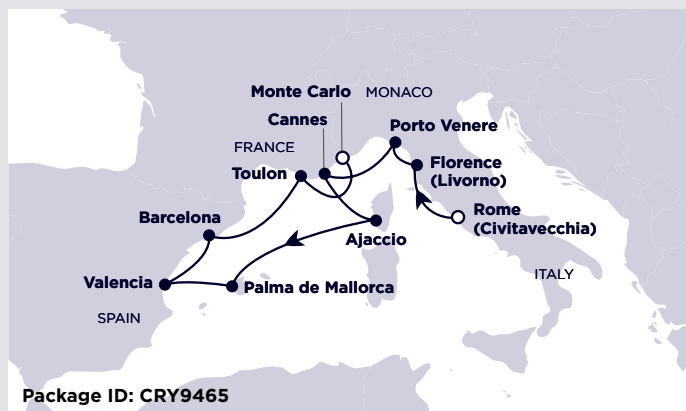 Monte Carlo
MONACO
Cannes
Porto Venere
FRANCE
Toulon
Florence
(Livorno)
Rome
(Civitavecchia)
Barcelona
Ajaccio
ITALY
Valencia
Palma de Mallorca
SPAIN
Package ID: CRY9465